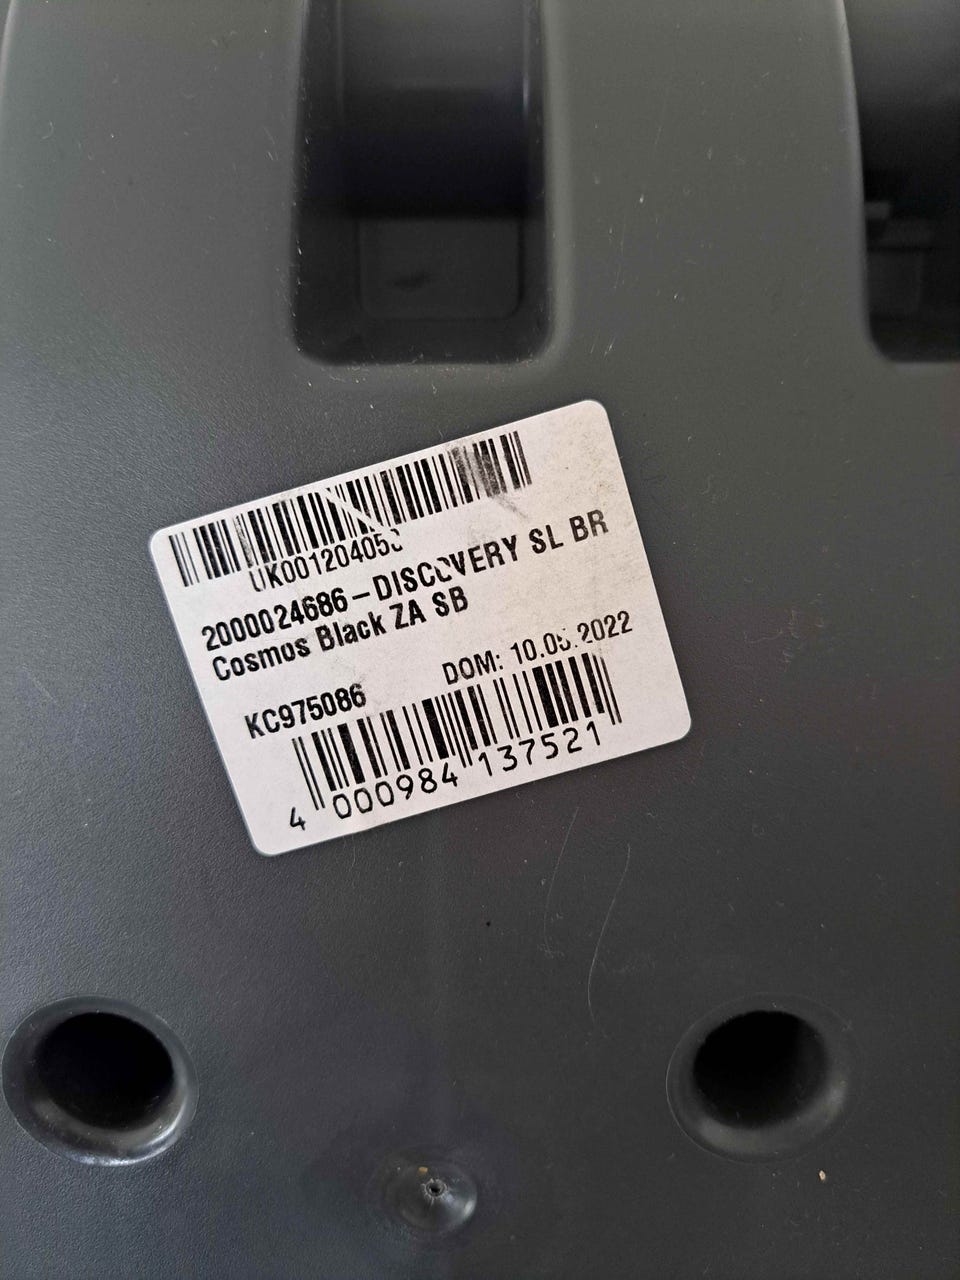 2000024686 – DISCOVERY SL BR
Cosmos Black ZA SB
KC975086
DOM:
4 000984 137521